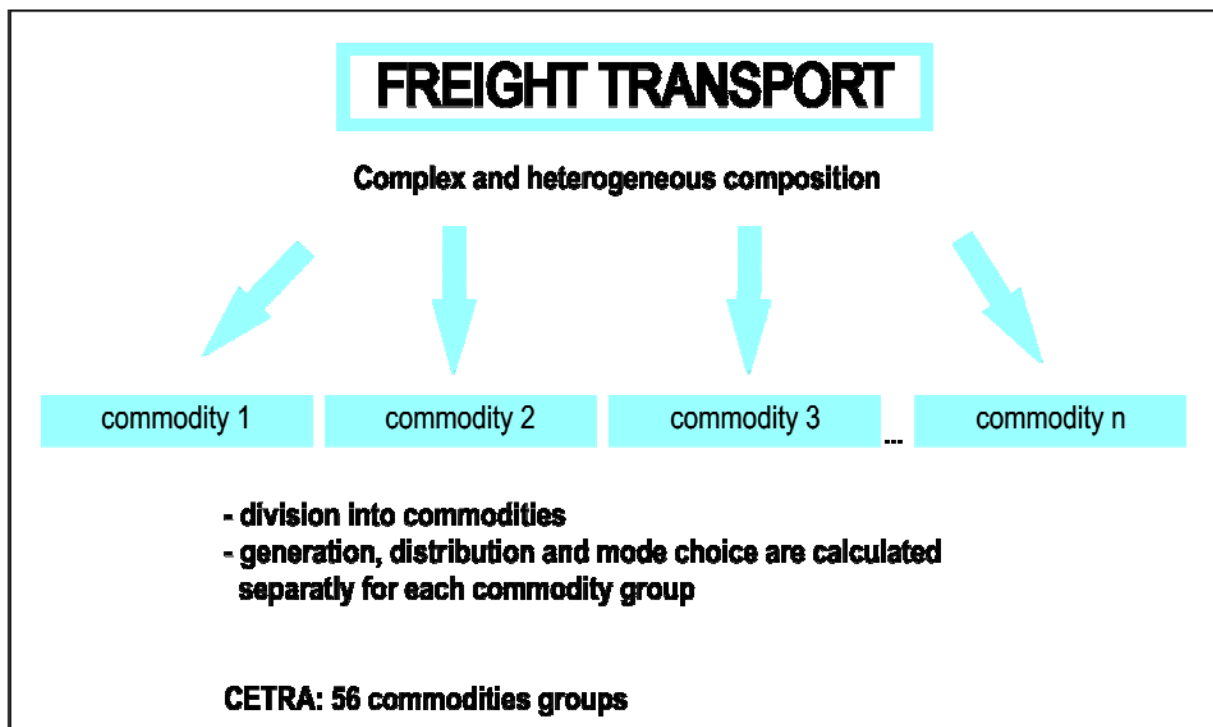 FREIGHT TRANSPORT
Complex and heterogeneous composition
commodity 1 commodity 2 commodity 3 ... commodity n
- division into commodities
- generation, distribution and mode choice are calculated
separatly for each commodity group
CETRA: 56 commodities groups